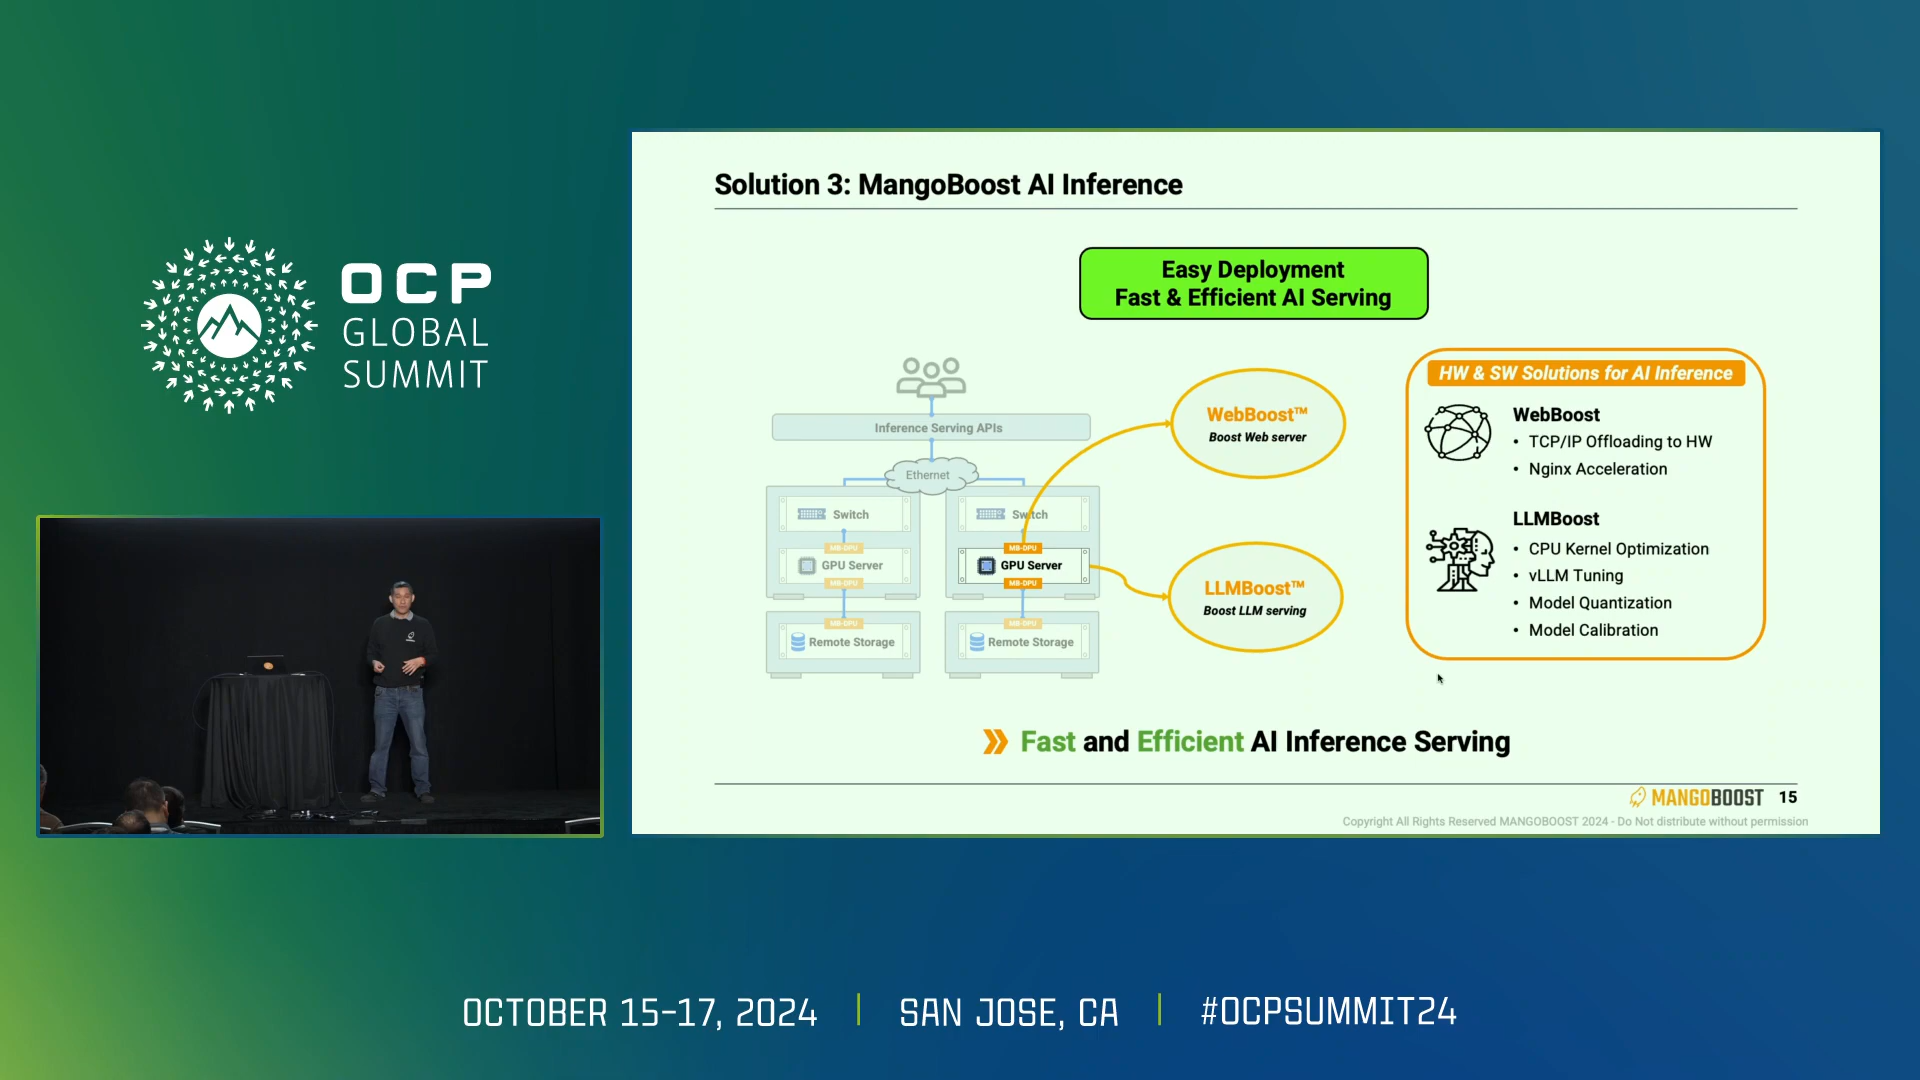 OCP
GLOBAL
SUMMIT
Solution 3: MangoBoost AI Inference
Easy Deployment
Fast & Efficient AI Serving
Inference Serving APIs
Ethernet
Switch
MB-DPU
GPU Server
MB-DPU
MB-DPU
Remote Storage
Switch
MB-DPU
GPU Server
MB-DPU
MB-DPU
Remote Storage
WebBoost™
Boost Web server
LLMBoost™
Boost LLM serving
HW & SW Solutions for AI Inference
WebBoost
• TCP/IP Offloading to HW
• Nginx Acceleration
LLMBoost
• CPU Kernel Optimization
• vLLM Tuning
• Model Quantization
• Model Calibration
Fast and Efficient AI Inference Serving
MANGOBOOST 15
Copyright All Rights Reserved MANGOBOOST 2024 - Do Not distribute without permission
OCTOBER 15-17, 2024 | SAN JOSE, CA | #OCPSUMMIT24